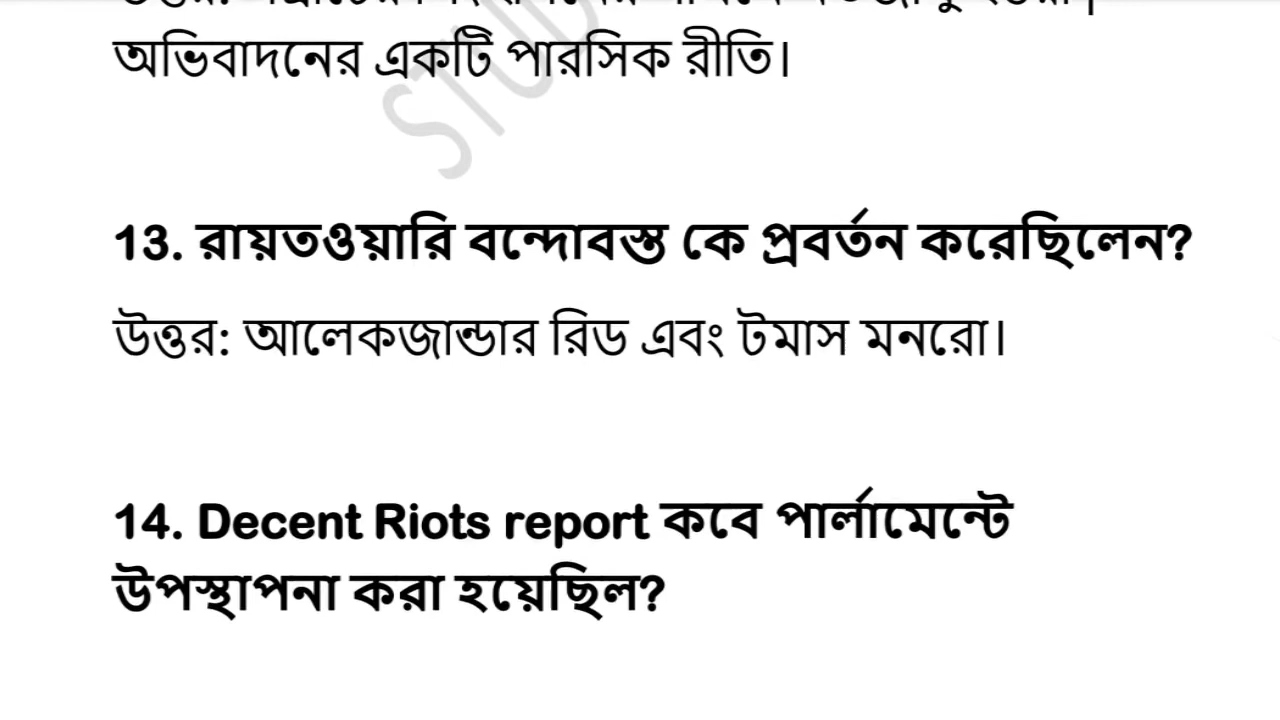 অভিবাদনের একটি পারসিক রীতি।
STUD
13. রায়তওয়ারি বন্দোবস্ত কে প্রবর্তন করেছিলেন?
উত্তর: আলেকজান্ডার রিড এবং টমাস মনরো।
14. Decent Riots report কবে পার্লামেন্টে
উপস্থাপনা করা হয়েছিল?